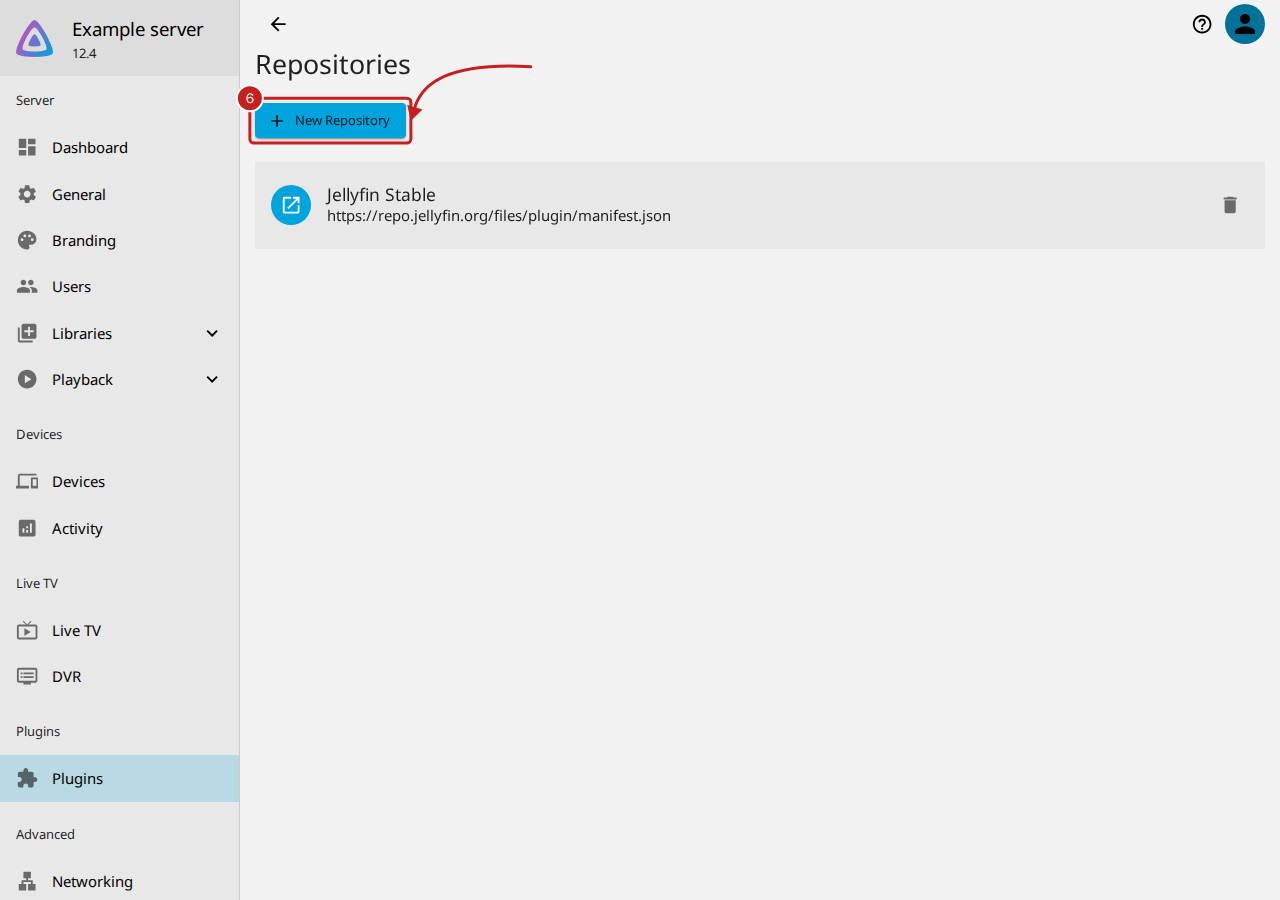 Example server
12.4
Server
Dashboard
General
Branding
Users
Libraries
Playback
Devices
Devices
Activity
Live TV
Live TV
DVR
Plugins
Plugins
Advanced
Networking
Repositories
6
New Repository
Jellyfin Stable
https://repo.jellyfin.org/files/plugin/manifest.json